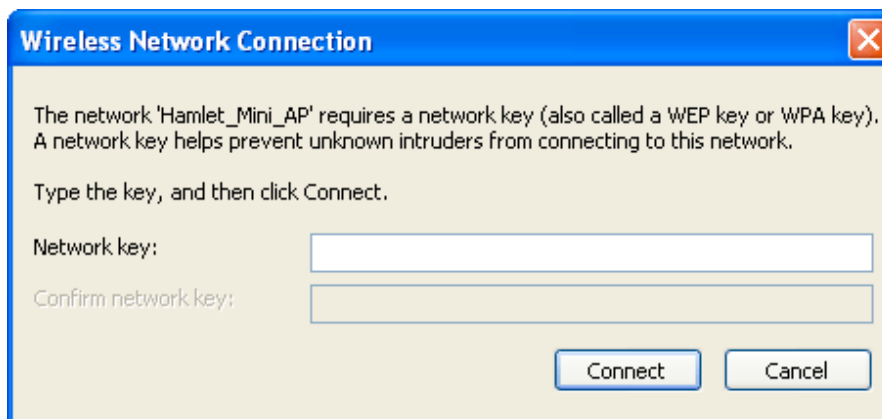 Wireless Network Connection
The network 'Hamlet_Mini_AP' requires a network key (also called a WEP key or WPA key).
A network key helps prevent unknown intruders from connecting to this network.
Type the key, and then click Connect.
Network key:
Confirm network key:
Connect Cancel